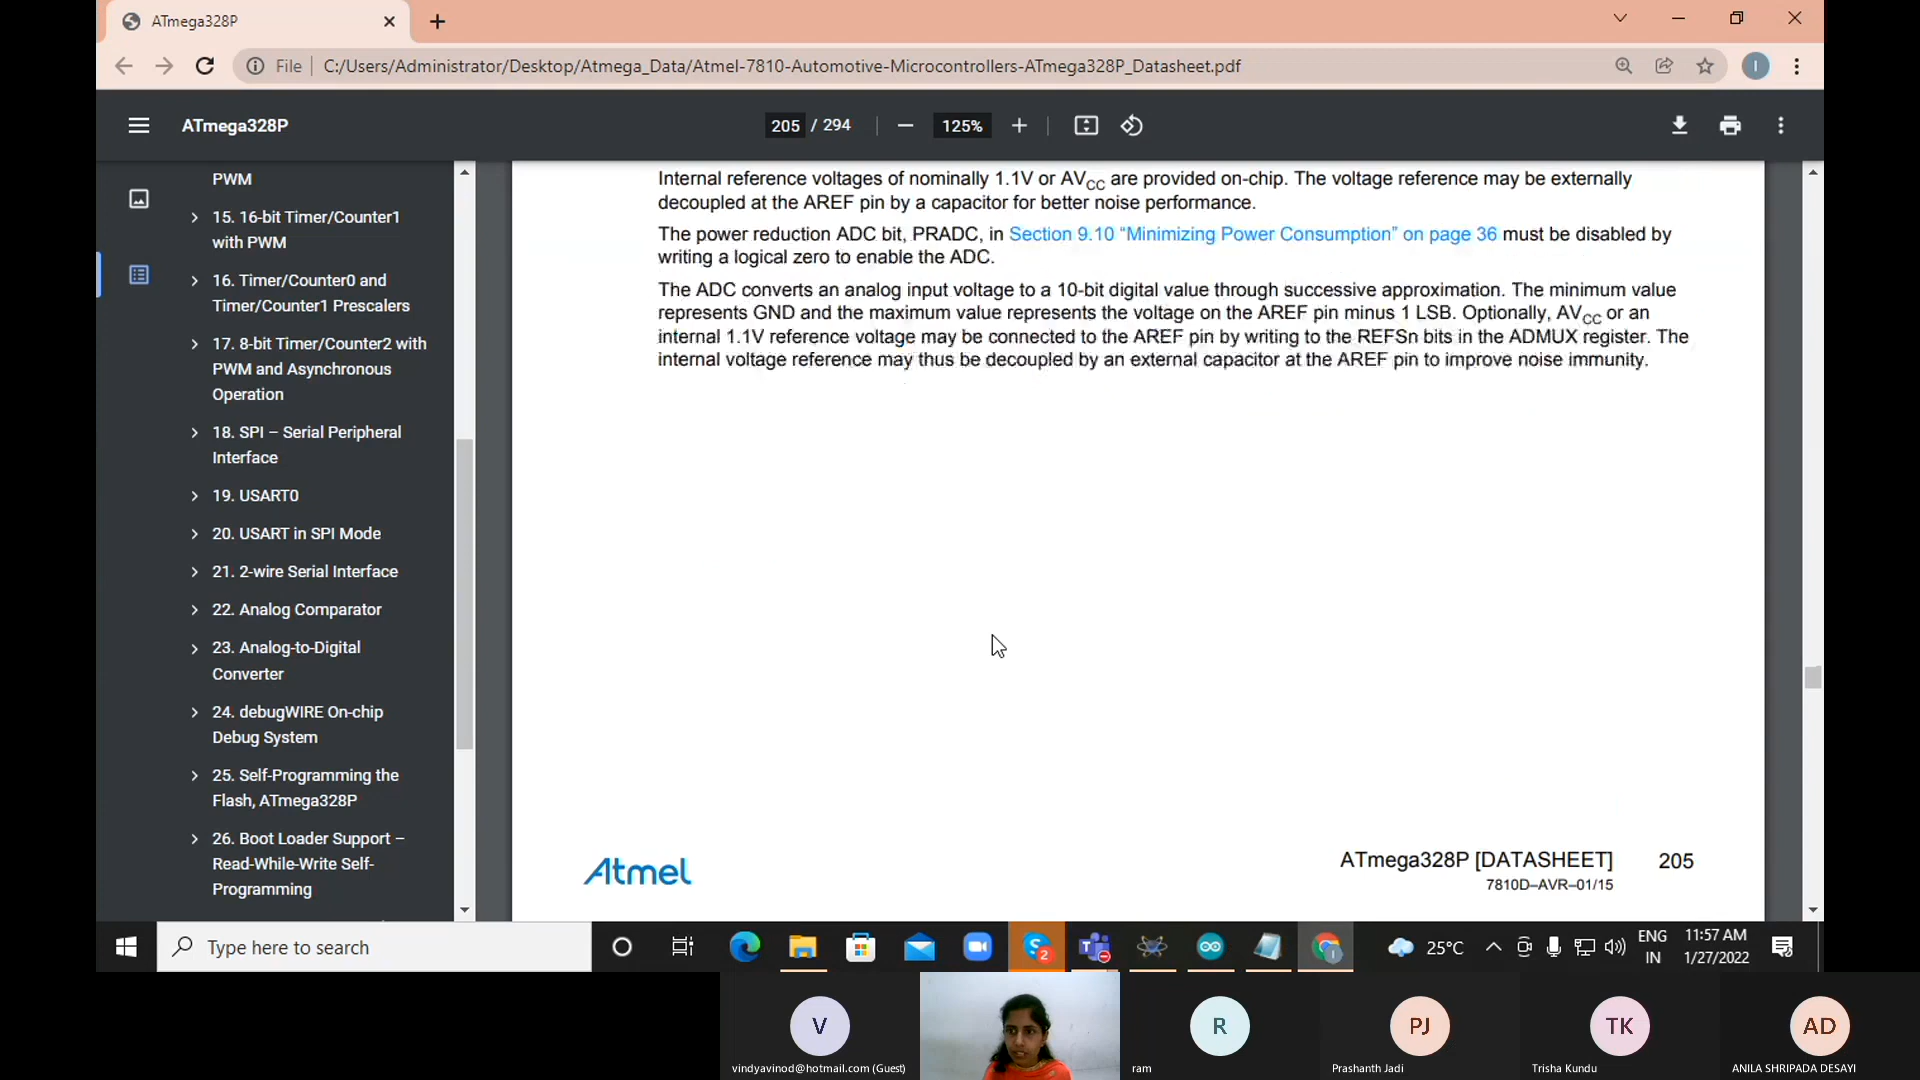 ATmega328P
File
C:/Users/Administrator/Desktop/Atmega_Data/Atmel-7810-Automotive-Microcontrollers-ATmega328P_Datasheet.pdf
I
ATmega328P
205 / 294
125%
PWM
15. 16-bit Timer/Counter1
with PWM
16. Timer/Counter0 and
Timer/Counter1 Prescalers
17. 8-bit Timer/Counter2 with
PWM and Asynchronous
Operation
18. SPI – Serial Peripheral
Interface
19. USART0
20. USART in SPI Mode
21. 2-wire Serial Interface
22. Analog Comparator
23. Analog-to-Digital
Converter
24. debugWIRE On-chip
Debug System
25. Self-Programming the
Flash, ATmega328P
26. Boot Loader Support –
Read-While-Write Self-
Programming
Internal reference voltages of nominally 1.1V or AVCC are provided on-chip. The voltage reference may be externally
decoupled at the AREF pin by a capacitor for better noise performance.
The power reduction ADC bit, PRADC, in Section 9.10 “Minimizing Power Consumption” on page 36 must be disabled by
writing a logical zero to enable the ADC.
The ADC converts an analog input voltage to a 10-bit digital value through successive approximation. The minimum value
represents GND and the maximum value represents the voltage on the AREF pin minus 1 LSB. Optionally, AVCC or an
internal 1.1V reference voltage may be connected to the AREF pin by writing to the REFSn bits in the ADMUX register. The
internal voltage reference may thus be decoupled by an external capacitor at the AREF pin to improve noise immunity.
Atmel
ATmega328P [DATASHEET]
205
7810D–AVR–01/15
Type here to search
2
25°C
ENG
IN
11:57 AM
1/27/2022
V
R
PJ
TK
AD
vindyavinod@hotmail.com (Guest)
ram
Prashanth Jadi
Trisha Kundu
ANILA SHRIPADA DESAYI